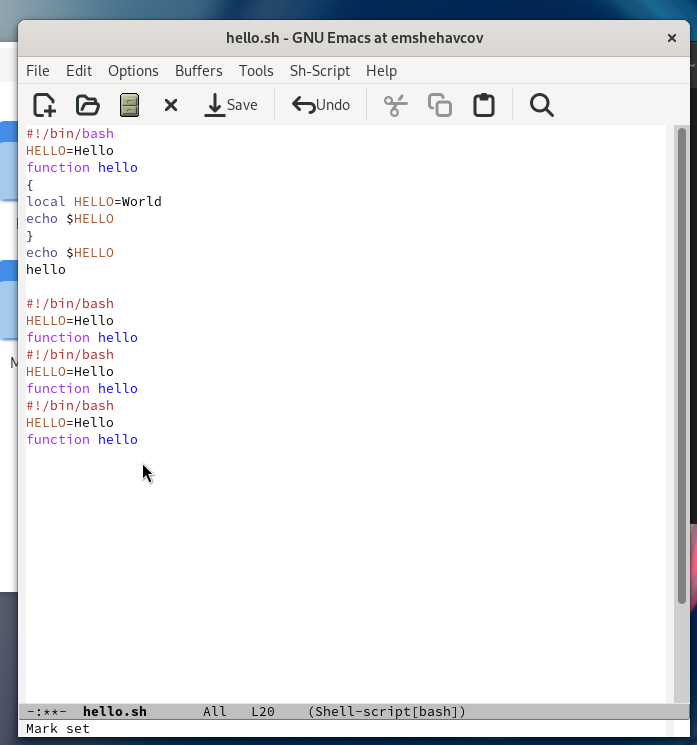 hello.sh - GNU Emacs at emshehavcov
File Edit Options Buffers Tools Sh-Script Help
Save Undo
#!/bin/bash
HELLO=Hello
function hello
{
local HELLO=World
echo $HELLO
}
echo $HELLO
hello
#!/bin/bash
HELLO=Hello
function hello
#!/bin/bash
HELLO=Hello
function hello
#!/bin/bash
HELLO=Hello
function hello
-:**- hello.sh All L20 (Shell-script[bash])
Mark set